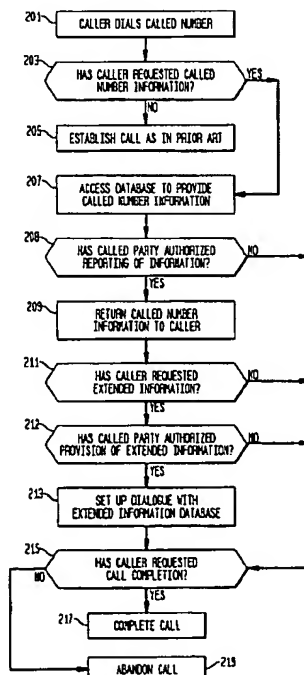 201
CALLER DIALS CALLED NUMBER
203
HAS CALLER REQUESTED CALLED
NUMBER INFORMATION?
YES
NO
205
ESTABLISH CALL AS IN PRIOR ART
207
ACCESS DATABASE TO PROVIDE
CALLED NUMBER INFORMATION
208
HAS CALLED PARTY AUTHORIZED
REPORTING OF INFORMATION?
NO
YES
209
RETURN CALLED NUMBER
INFORMATION TO CALLER
211
HAS CALLER REQUESTED
EXTENDED INFORMATION?
NO
YES
212
HAS CALLED PARTY AUTHORIZED
PROVISION OF EXTENDED INFORMATION?
NO
YES
213
SET UP DIALOGUE WITH
EXTENDED INFORMATION DATABASE
215
HAS CALLER REQUESTED
CALL COMPLETION?
NO
YES
217
COMPLETE CALL
ABANDON CALL
219